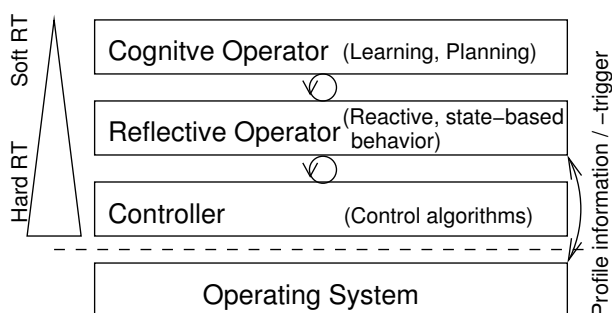 Soft RT
Hard RT
Cognitve Operator (Learning, Planning)
Reflective Operator (Reactive, state−based
behavior)
Controller (Control algorithms)
Operating System
Profile information / −trigger